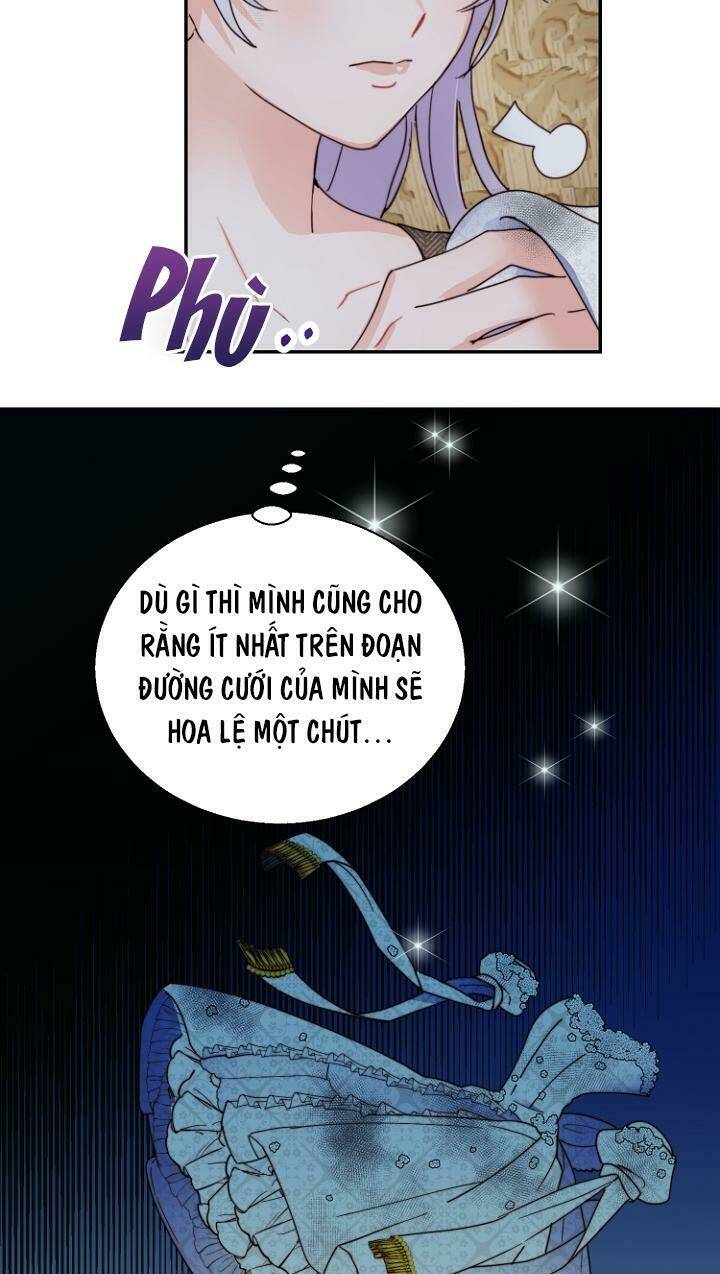 PHÙ..
DÙ GÌ THÌ MÌNH CŨNG CHO
RẰNG ÍT NHẤT TRÊN ĐOẠN
ĐƯỜNG CƯỚI CỦA MÌNH SẼ
HOA LỆ MỘT CHÚT...